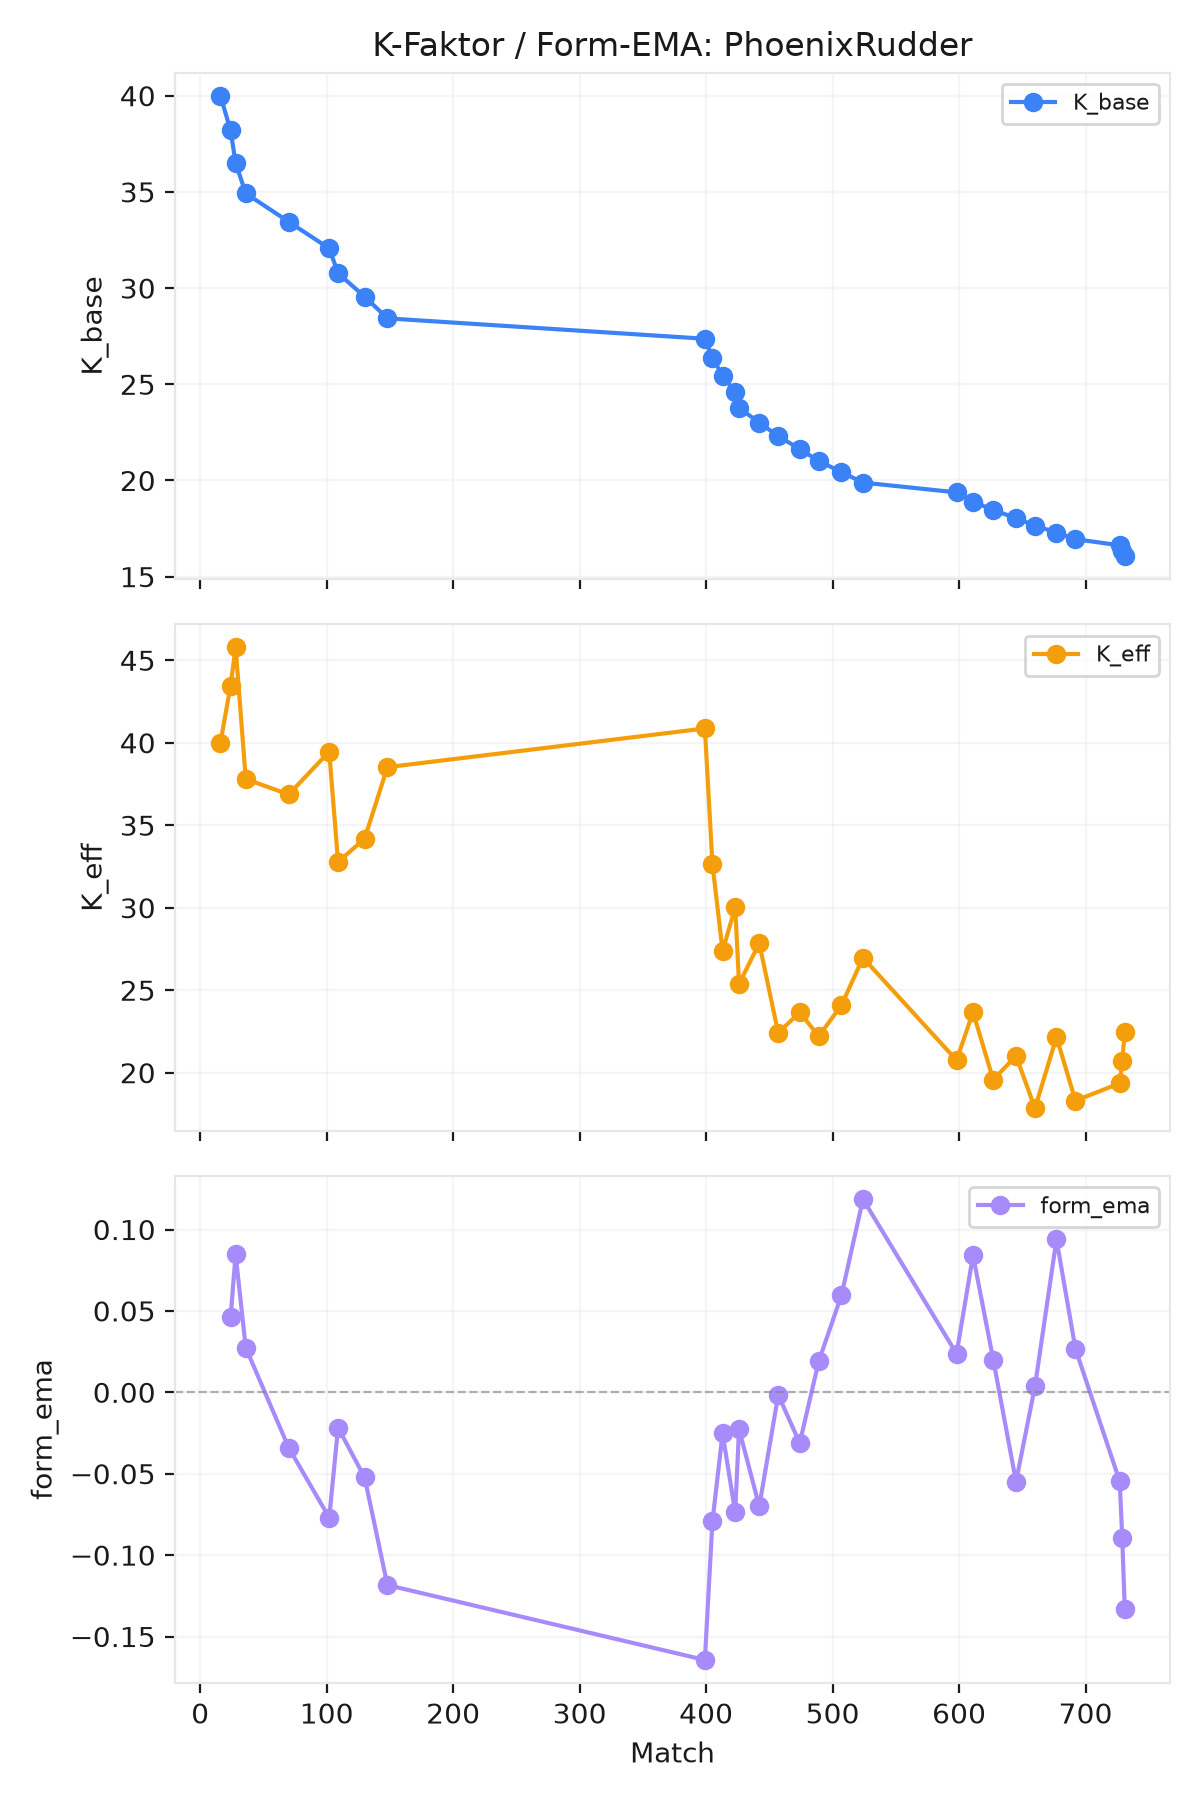 K-Faktor / Form-EMA: PhoenixRudder
K_base
40
35
30
25
20
15
K_base
K_eff
45
40
35
30
25
20
K_eff
form_ema
0.10
0.05
0.00
−0.05
−0.10
−0.15
form_ema
0 100 200 300 400 500 600 700
Match